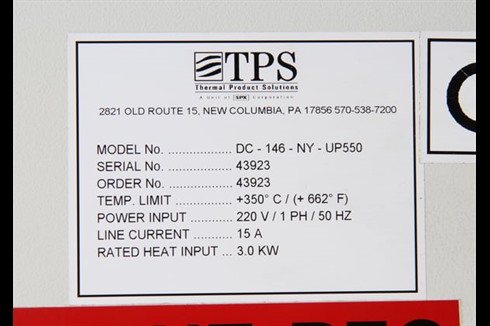 TPS
Thermal Product Solutions
A Unit of SPX Corporation
2821 OLD ROUTE 15, NEW COLUMBIA, PA 17856 570-538-7200
MODEL No. .................. DC - 146 - NY - UP550
SERIAL No. .................. 43923
ORDER No. .................. 43923
TEMP. LIMIT ................ +350° C / (+ 662° F)
POWER INPUT ........... 220 V / 1 PH / 50 HZ
LINE CURRENT ........... 15 A
RATED HEAT INPUT ... 3.0 KW